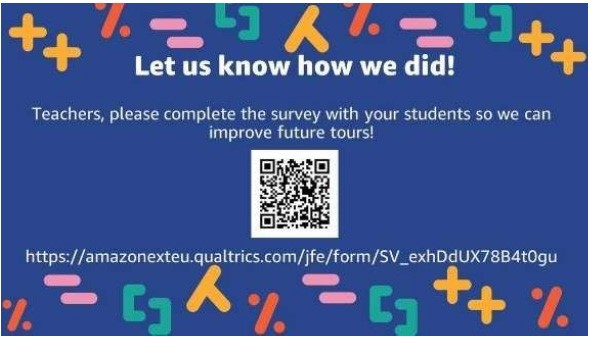 Let us know how we did!
Teachers, please complete the survey with your students so we can
improve future tours!
https://amazonexteu.qualtrics.com/jfe/form/SV_exhDdUX78B4t0gu